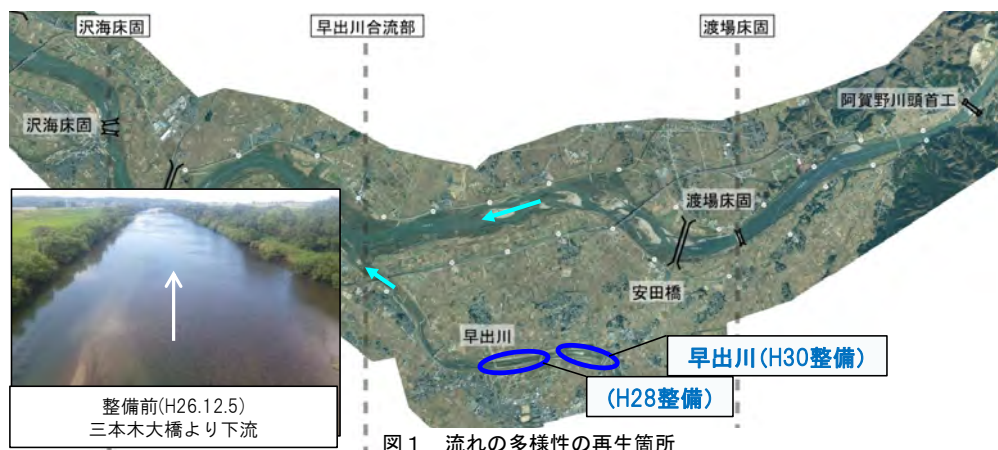 沢海床固
早出川合流部
渡場床固
阿賀野川頭首工
沢海床固
渡場床固
安田橋
早出川
早出川(H30整備)
(H28整備)
整備前(H26.12.5)
三本木大橋より下流
図1 流れの多様性の再生箇所